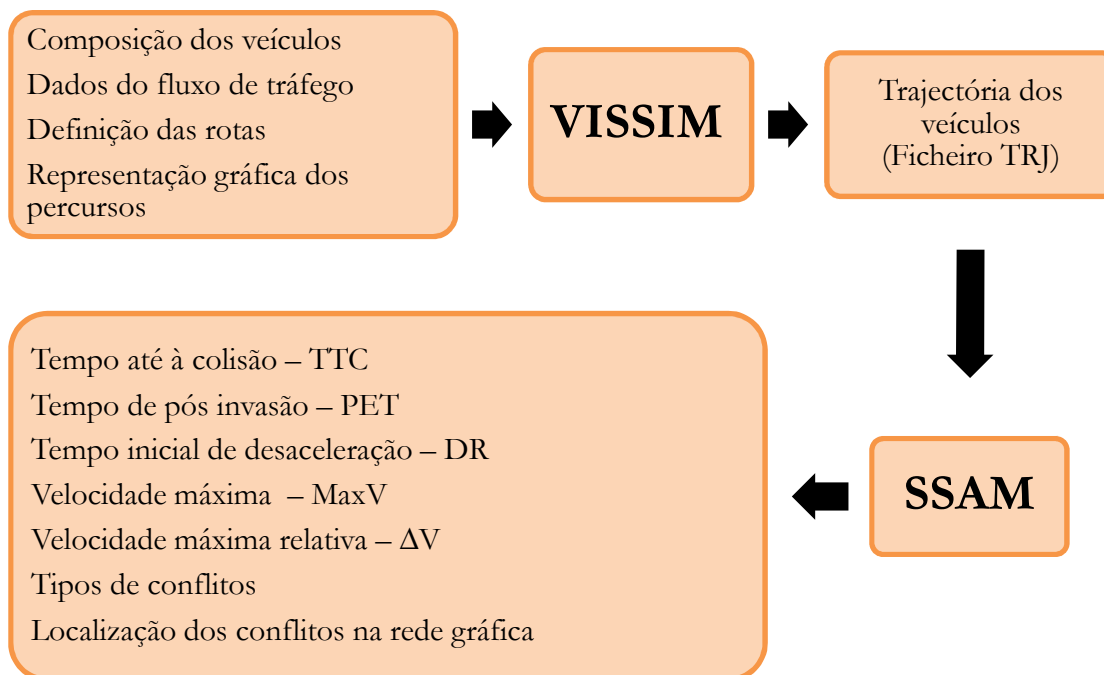 Composição dos veículos
Dados do fluxo de tráfego
Definição das rotas
Representação gráfica dos
percursos
VISSIM
Trajectória dos
veículos
(Ficheiro TRJ)
SSAM
Tempo até à colisão – TTC
Tempo de pós invasão – PET
Tempo inicial de desaceleração – DR
Velocidade máxima – MaxV
Velocidade máxima relativa – ΔV
Tipos de conflitos
Localização dos conflitos na rede gráfica